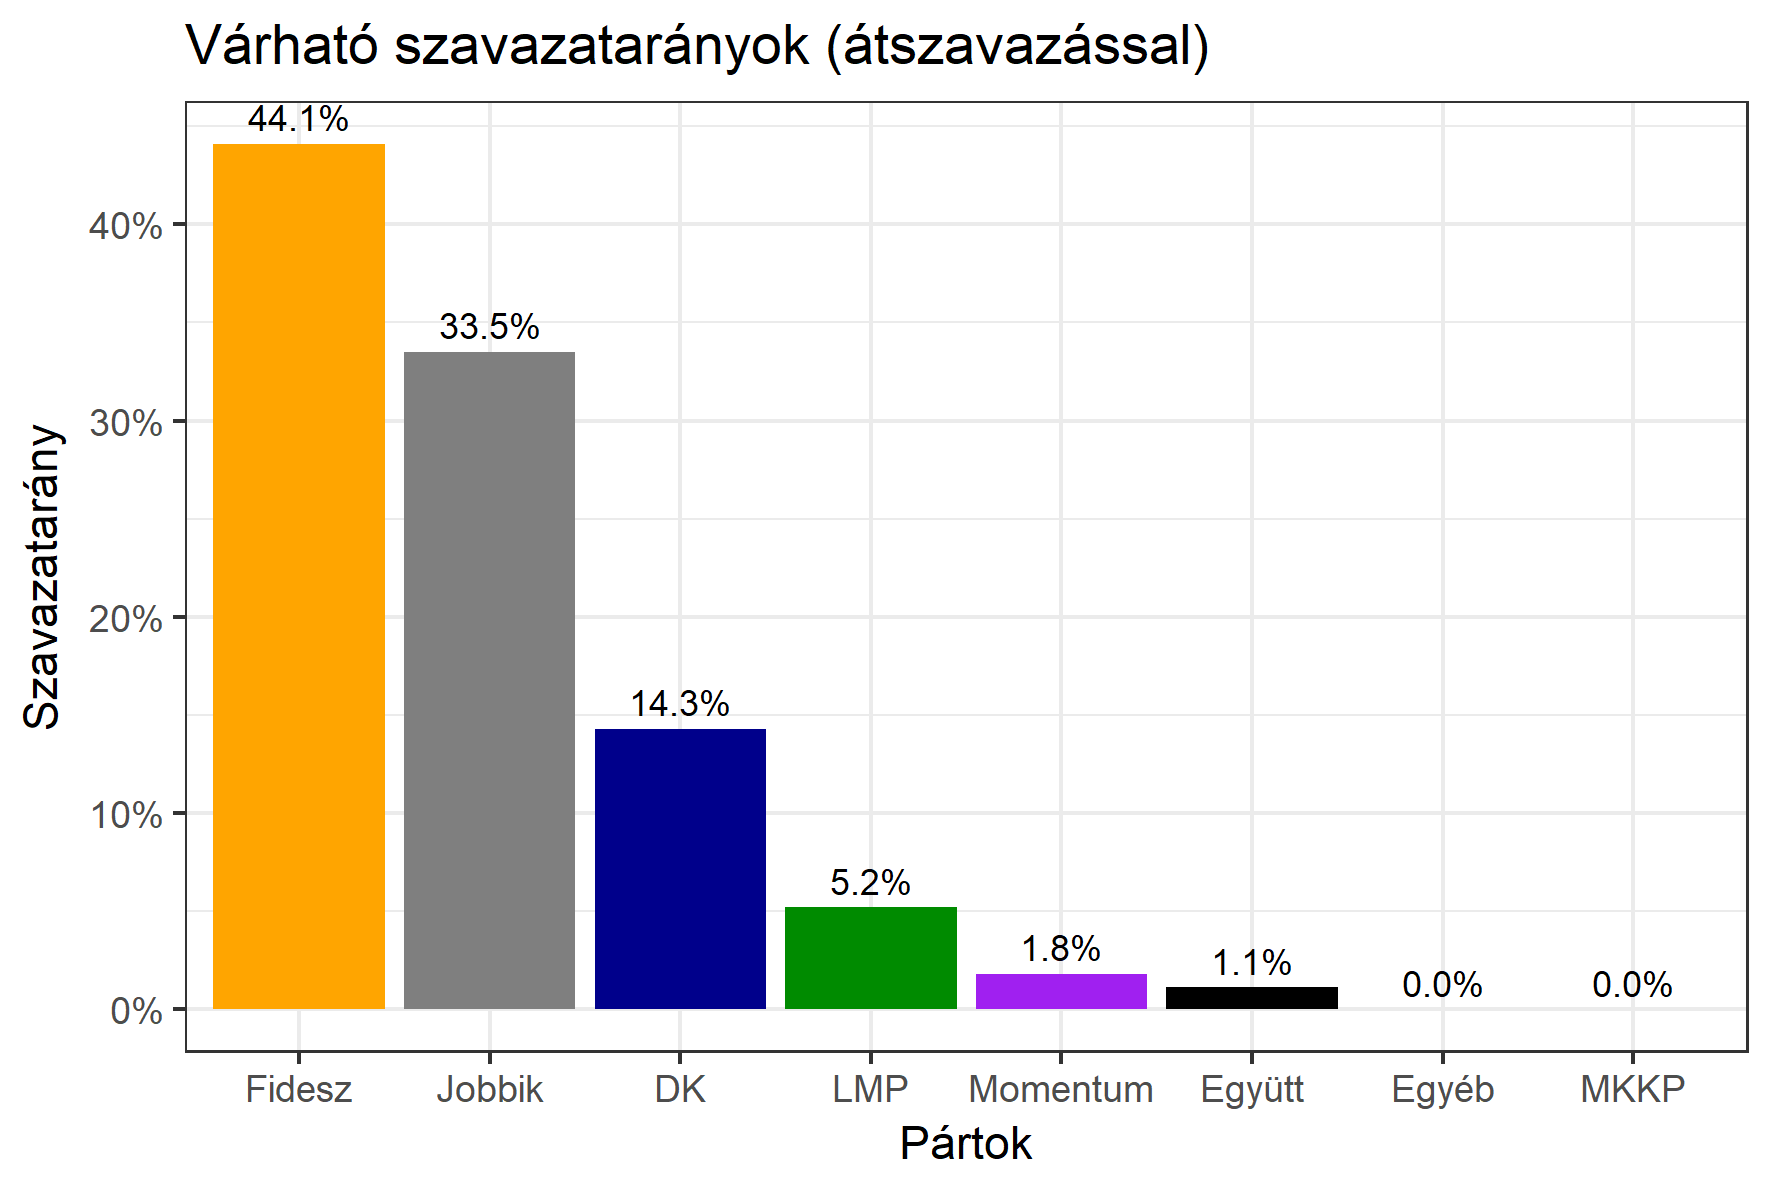 Várható szavazatarányok (átszavazással)
44.1%
33.5%
14.3%
5.2%
1.8%
1.1%
0.0%
0.0%
40%
30%
20%
10%
0%
Szavazatarány
Fidesz
Jobbik
DK
LMP
Momentum
Együtt
Egyéb
MKKP
Pártok